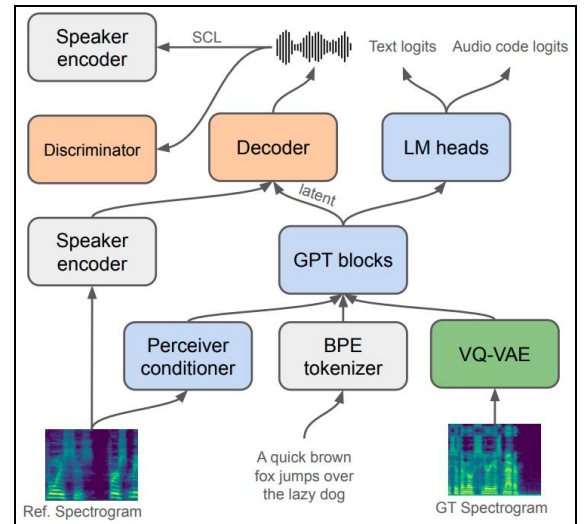 Speaker
encoder
SCL
Text logits
Audio code logits
Discriminator
Decoder
LM heads
latent
Speaker
encoder
GPT blocks
Perceiver
conditioner
BPE
tokenizer
VQ-VAE
A quick brown
fox jumps over
the lazy dog
Ref. Spectrogram
GT Spectrogram